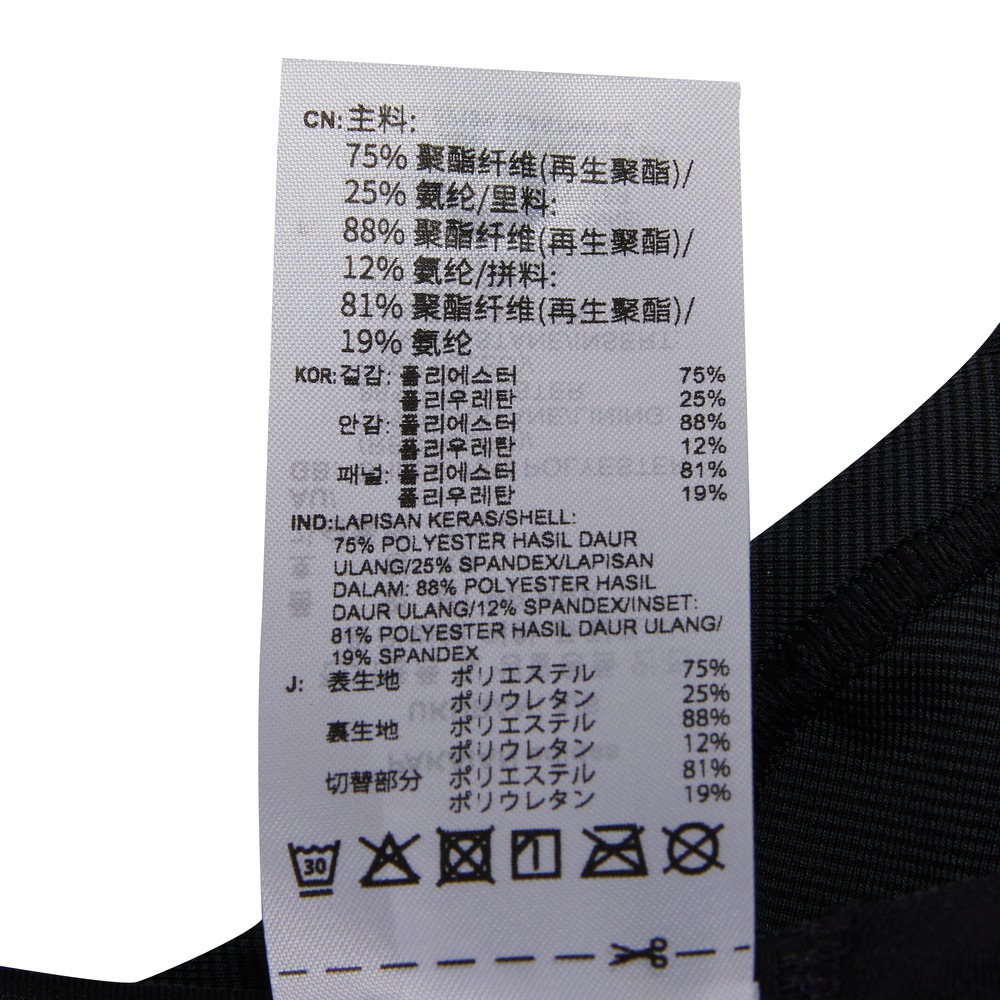 CN:主料:
75% 聚酯纤维(再生聚酯)/
25% 氨纶/里料:
88% 聚酯纤维(再生聚酯)/
12% 氨纶/拼料:
81% 聚酯纤维(再生聚酯)/
19% 氨纶
KOR:겉감: 폴리에스터 75%
폴리우레탄 25%
안감: 폴리에스터 88%
폴리우레탄 12%
패널: 폴리에스터 81%
폴리우레탄 19%
IND:LAPISAN KERAS/SHELL:
75% POLYESTER HASIL DAUR
ULANG/25% SPANDEX/LAPISAN
DALAM: 88% POLYESTER HASIL
DAUR ULANG/12% SPANDEX/INSET:
81% POLYESTER HASIL DAUR ULANG/
19% SPANDEX
J: 表生地 ポリエステル 75%
ポリウレタン 25%
裏生地 ポリエステル 88%
ポリウレタン 12%
切替部分 ポリエステル 81%
ポリウレタン 19%
30